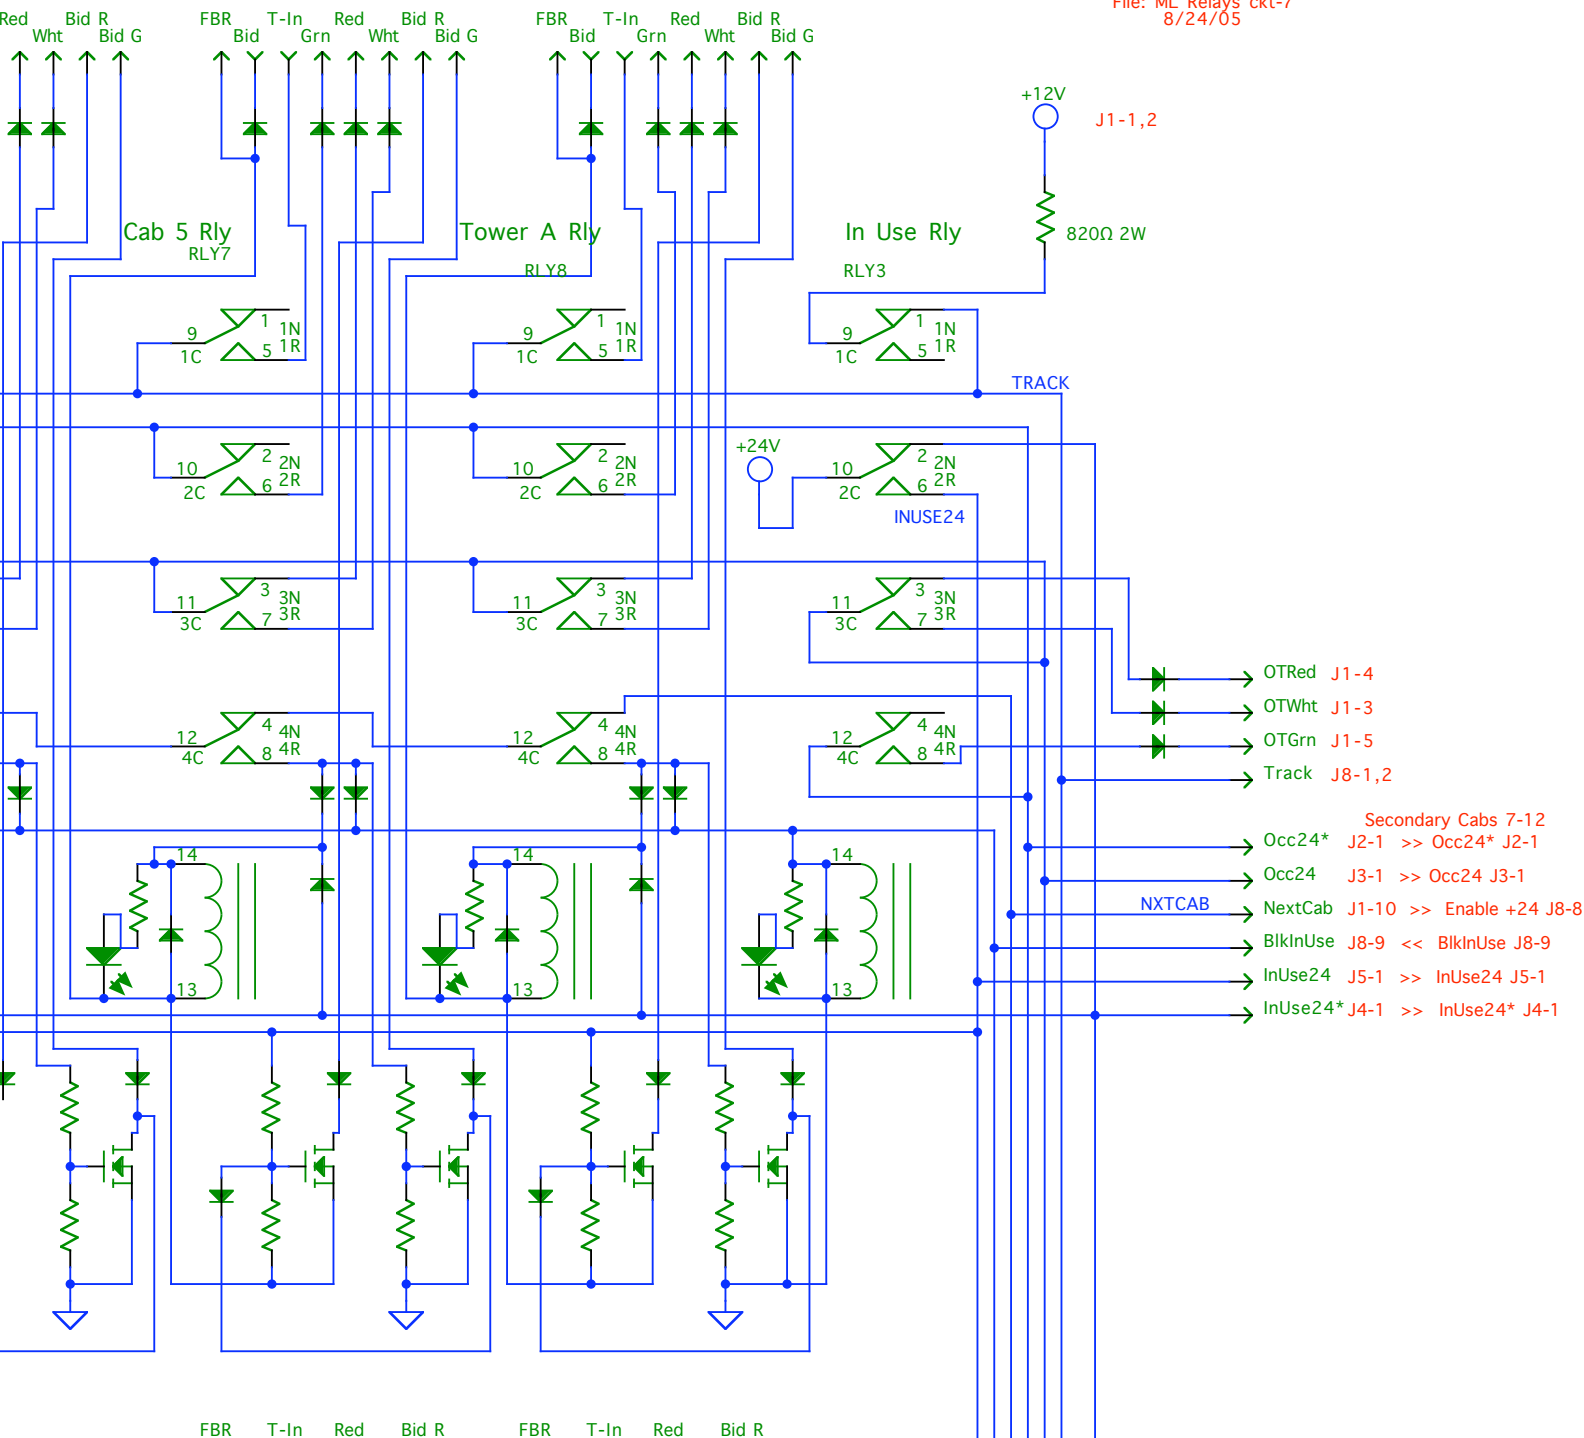 File: ML Relays ckt-7
8/24/05
Red Bid R FBR T-In Red Bid R FBR T-In Red Bid R
Wht Bid G Bid Grn Wht Bid G Bid Grn Wht Bid G
+12V
J1-1,2
Cab 5 Rly Tower A Rly In Use Rly 820Ω 2W
RLY7 RLY8 RLY3
9 1 1N 9 1 1N 9 1 1N
1C 5 1R 1C 5 1R 1C 5 1R
TRACK
+24V
10 2 2N 10 2 2N 10 2 2N
2C 6 2R 2C 6 2R 2C 6 2R
INUSE24
11 3 3N 11 3 3N 11 3 3N
3C 7 3R 3C 7 3R 3C 7 3R
OTRed J1-4
OTWht J1-3
12 4 4N 12 4 4N 12 4 4N
4C 8 4R 4C 8 4R 4C 8 4R
OTGrn J1-5
Track J8-1,2
Secondary Cabs 7-12
Occ24* J2-1 >> Occ24* J2-1
14 14 14
Occ24 J3-1 >> Occ24 J3-1
NXTCAB NextCab J1-10 >> Enable +24 J8-8
BlkInUse J8-9 << BlkInUse J8-9
InUse24 J5-1 >> InUse24 J5-1
13 13 13
InUse24* J4-1 >> InUse24* J4-1
FBR T-In Red Bid R FBR T-In Red Bid R